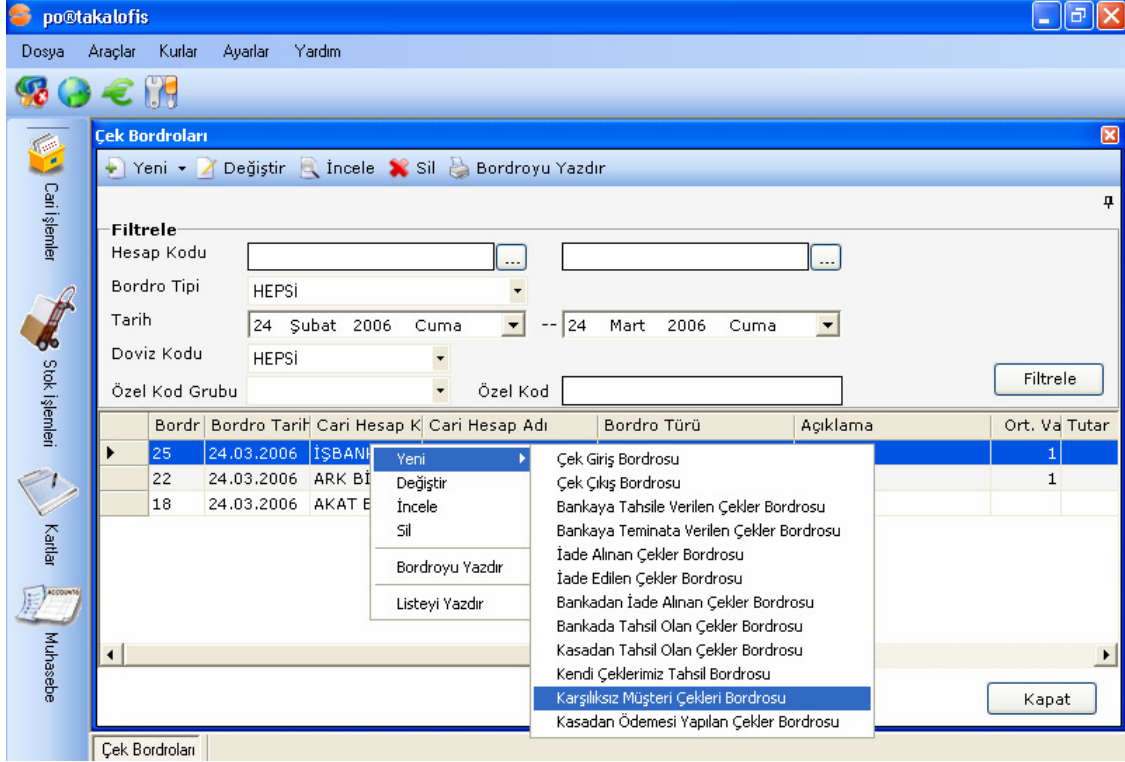 po®takalofis
Dosya Araçlar Kurlar Ayarlar Yardım
Çek Bordroları
Yeni Değiştir İncele Sil Bordroyu Yazdır
Filtrele
Hesap Kodu ... ...
Bordro Tipi HEPSİ
Tarih 24 Şubat 2006 Cuma -- 24 Mart 2006 Cuma
Doviz Kodu HEPSİ
Özel Kod Grubu Özel Kod
Filtrele
Bordr Bordro Tarih Cari Hesap K Cari Hesap Adı Bordro Türü Açıklama Ort. Va Tutar
25 24.03.2006 İŞBANK 1
22 24.03.2006 ARK Bİ 1
18 24.03.2006 AKAT
Yeni
Değiştir
İncele
Sil
Bordroyu Yazdır
Listeyi Yazdır
Çek Giriş Bordrosu
Çek Çıkış Bordrosu
Bankaya Tahsile Verilen Çekler Bordrosu
Bankaya Teminata Verilen Çekler Bordrosu
İade Alınan Çekler Bordrosu
İade Edilen Çekler Bordrosu
Bankadan İade Alınan Çekler Bordrosu
Bankada Tahsil Olan Çekler Bordrosu
Kasadan Tahsil Olan Çekler Bordrosu
Kendi Çeklerimiz Tahsil Bordrosu
Karşılıksız Müşteri Çekleri Bordrosu
Kasadan Ödemesi Yapılan Çekler Bordrosu
Kapat
Çek Bordroları
Cari İşlemler
Stok İşlemleri
Kartlar
ACCOUNTS
Muhasebe